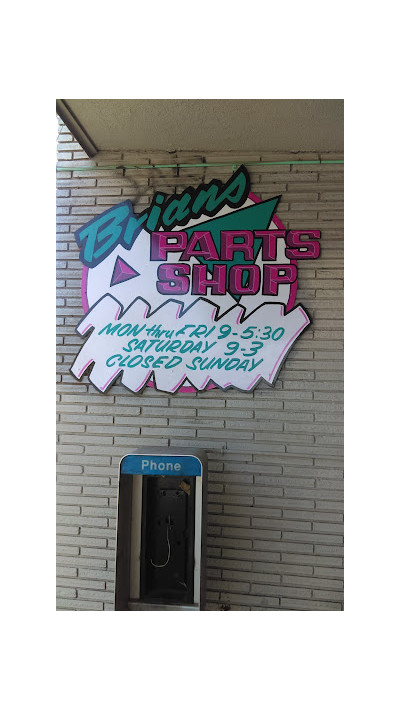 Brians
PARTS
SHOP
MON thru FRI 9-5:30
SATURDAY 9-3
CLOSED SUNDAY
Phone